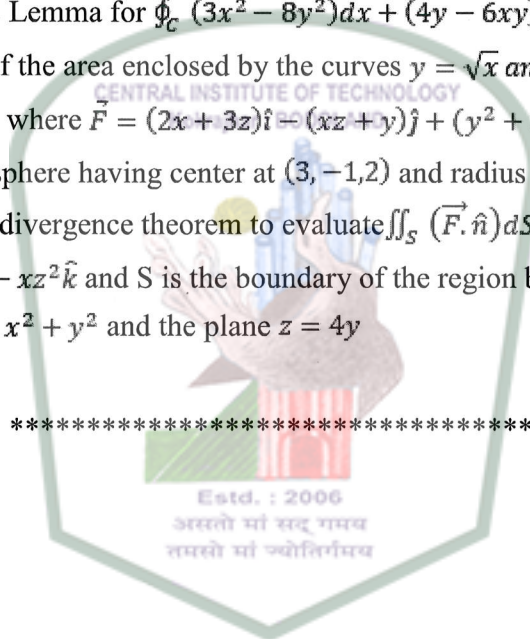 Lemma for ∮_C (3x² − 8y²)dx + (4y − 6xy)
f the area enclosed by the curves y = √x an
CENTRAL INSTITUTE OF TECHNOLOGY
where F⃗ = (2x + 3z)î − (xz + y)ĵ + (y² +
phere having center at (3, −1,2) and radius
divergence theorem to evaluate ∬_S (F⃗. n̂)dS
− xz²k̂ and S is the boundary of the region b
x² + y² and the plane z = 4y
**********************************
Estd. : 2006
असतो मा सद् गमय
तमसो मा ज्योतिर्गमय